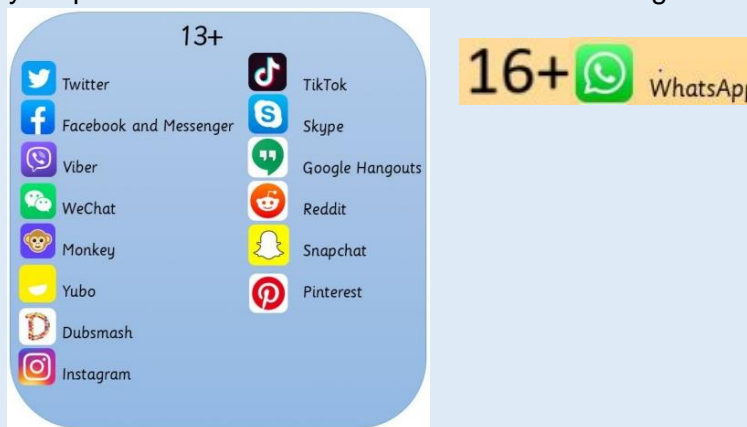 13+
Twitter
Facebook and Messenger
Viber
WeChat
Monkey
Yubo
Dubsmash
Instagram
TikTok
Skype
Google Hangouts
Reddit
Snapchat
Pinterest
16+ WhatsApp